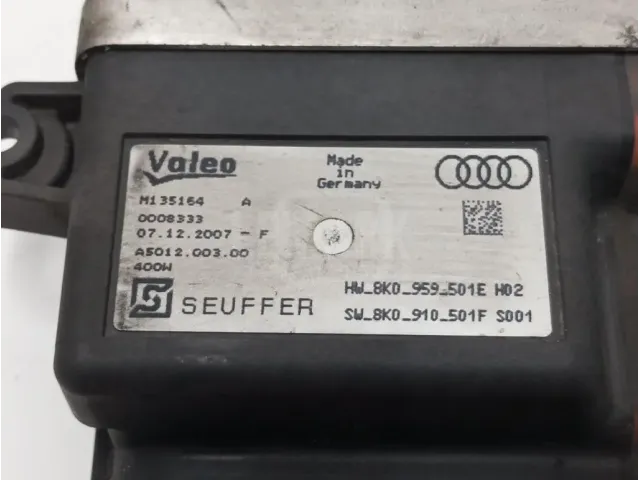 Valeo
Made
in
Germany
M135164 A
0008333
07.12.2007-F
A5012.003.00
400W
SEUFFER
HW_8K0_959_501E H02
SW_8K0_910_501F S001